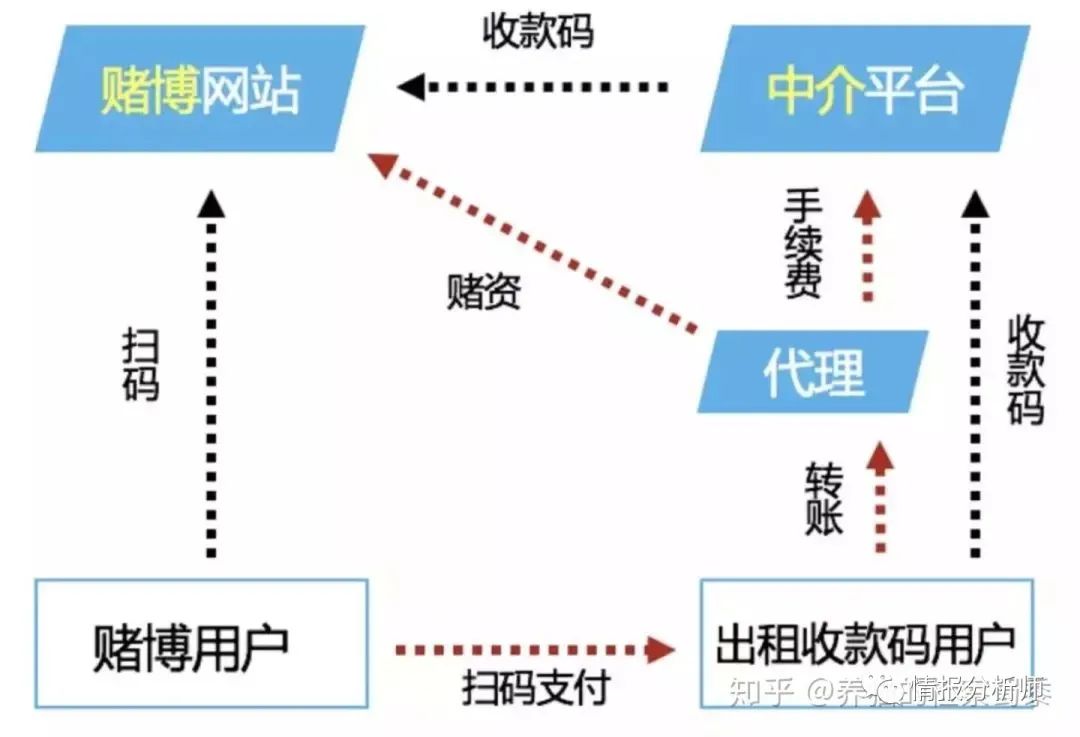 收款码
赌博网站
中介平台
手续费
赌资
扫码
收款码
代理
转账
赌博用户
出租收款码用户
扫码支付
知乎 @养
情报分析师